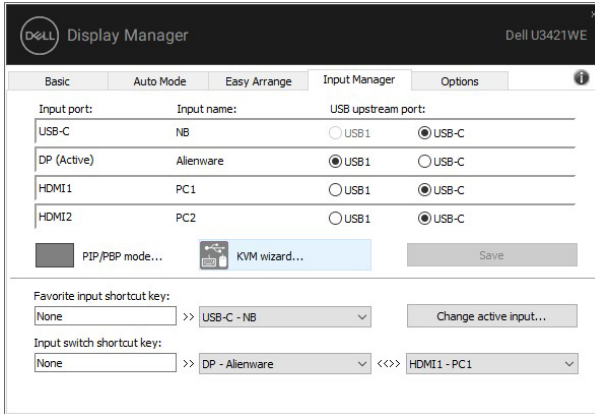 DELL Display Manager Dell U3421WE
Basic Auto Mode Easy Arrange Input Manager Options
Input port: Input name: USB upstream port:
USB-C NB USB1 USB-C
DP (Active) Alienware USB1 USB-C
HDMI1 PC1 USB1 USB-C
HDMI2 PC2 USB1 USB-C
PIP/PBP mode... KVM wizard... Save
Favorite input shortcut key:
None >> USB-C - NB Change active input...
Input switch shortcut key:
None >> DP - Alienware <<>> HDMI1 - PC1